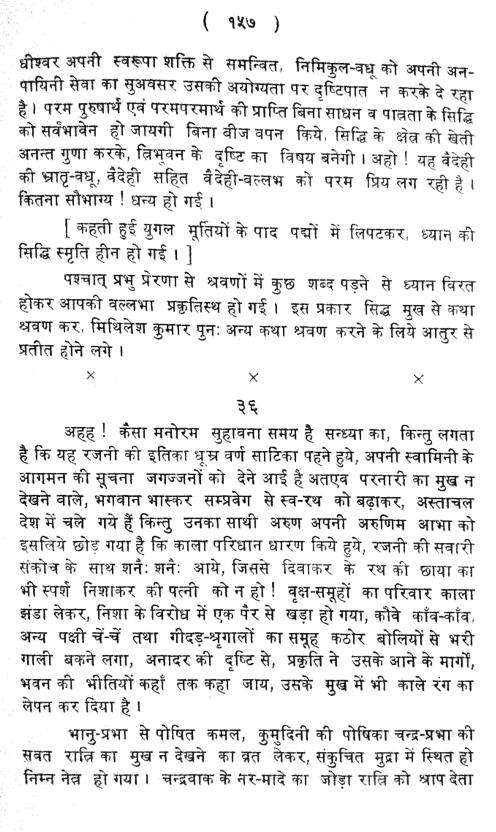 ( १५७ )
धीश्वर अपनी स्वरूपा शक्ति से समन्वित, निमिकुल-वधू को अपनी अन-
पायिनी सेवा का सुअवसर उसकी अयोग्यता पर दृष्टिपात न करके दे रहा
है। परम पुरुषार्थ एवं परमपरमार्थ की प्राप्ति बिना साधन व पात्रता के सिद्धि
को सर्वभावेन हो जायगी बिना बीज वपन किये, सिद्धि के क्षेत्र की खेती
अनन्त गुणा करके, त्रिभुवन के दृष्टि का विषय बनेगी। अहो! यह वैदेही
की भ्रातृ-वधू, वैदेही सहित वैदेही-वल्लभ को परम प्रिय लग रही है।
कितना सौभाग्य! धन्य हो गई।
[ कहती हुई युगल मूर्तियों के पाद पद्मों में लिपटकर, ध्यान की
सिद्धि स्मृति हीन हो गई। ]
पश्चात् प्रभु प्रेरणा से श्रवणों में कुछ शब्द पड़ने से ध्यान विरत
होकर आपकी वल्लभा प्रकृतिस्थ हो गई। इस प्रकार सिद्ध मुख से कथा
श्रवण कर, मिथिलेश कुमार पुनः अन्य कथा श्रवण करने के लिये आतुर से
प्रतीत होने लगे।
× × ×
३६
अहह! कैसा मनोरम सुहावना समय है सन्ध्या का, किन्तु लगता
है कि यह रजनी की इतिका धूम्र वर्ण साटिका पहने हुये, अपनी स्वामिनी के
आगमन की सूचना जगज्जनों को देने आई है अतएव परनारी का मुख न
देखने वाले, भगवान भास्कर सम्प्रवेग से स्व-रथ को बढ़ाकर, अस्ताचल
देश में चले गये हैं किन्तु उनका साथी अरुण अपनी अरुणिम आभा को
इसलिये छोड़ गया है कि काला परिधान धारण किये हुये, रजनी की सवारी
संकोच के साथ शनैः शनैः आये, जिससे दिवाकर के रथ की छाया का
भी स्पर्श निशाकर की पत्नी को न हो! वृक्ष-समूहों का परिवार काला
झंडा लेकर, निशा के विरोध में एक पैर से खड़ा हो गया, कौवे काँव-काँव,
अन्य पक्षी चें-चें तथा गीदड़-श्रृगालों का समूह कठोर बोलियों से भरी
गाली बकने लगा, अनादर की दृष्टि से, प्रकृति ने उसके आने के मार्गों,
भवन की भीतियों कहाँ तक कहा जाय, उसके मुख में भी काले रंग का
लेपन कर दिया है।
भानु-प्रभा से पोषित कमल, कुमुदिनी की पोषिका चन्द्र-प्रभा की
सवत रात्रि का मुख न देखने का व्रत लेकर, संकुचित मुद्रा में स्थित हो
निम्न नेत्र हो गया। चन्द्रवाक के नर-मादे का जोड़ा रात्रि को श्राप देता